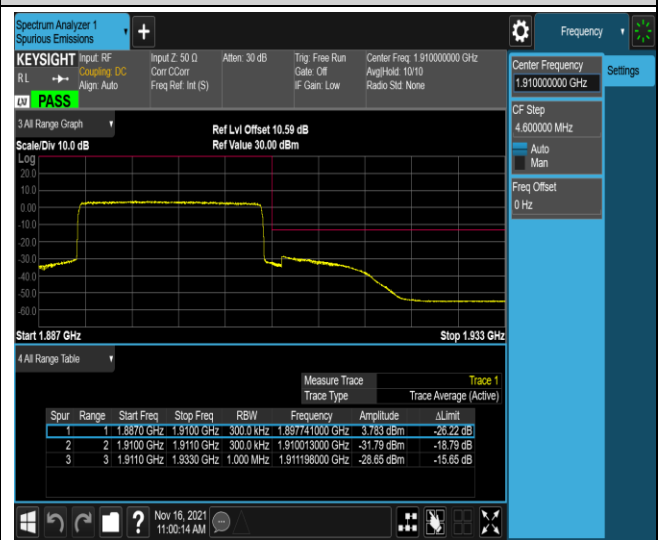 Spectrum Analyzer 1
Spurious Emissions
Frequency
KEYSIGHT Input: RF Input Z: 50 Ω Atten: 30 dB Trig: Free Run Center Freq: 1.910000000 GHz
RL Coupling: DC Corr CCorr Gate: Off Avg|Hold: 10/10
Align: Auto Freq Ref: Int (S) IF Gain: Low Radio Std: None
LXI PASS
Center Frequency
1.910000000 GHz
Settings
CF Step
4.600000 MHz
Auto
Man
Freq Offset
0 Hz
3 All Range Graph
Ref Lvl Offset 10.59 dB
Scale/Div 10.0 dB Ref Value 30.00 dBm
Log
20.0
10.0
0.00
-10.0
-20.0
-30.0
-40.0
-50.0
-60.0
Start 1.887 GHz Stop 1.933 GHz
4 All Range Table
Measure Trace Trace 1
Trace Type Trace Average (Active)
Spur Range Start Freq Stop Freq RBW Frequency Amplitude ΔLimit
1 1 1.8870 GHz 1.9100 GHz 300.0 kHz 1.897741000 GHz 3.783 dBm -26.22 dB
2 2 1.9100 GHz 1.9110 GHz 300.0 kHz 1.910013000 GHz -31.79 dBm -18.79 dB
3 3 1.9110 GHz 1.9330 GHz 1.000 MHz 1.911198000 GHz -28.65 dBm -15.65 dB
Nov 16, 2021
11:00:14 AM